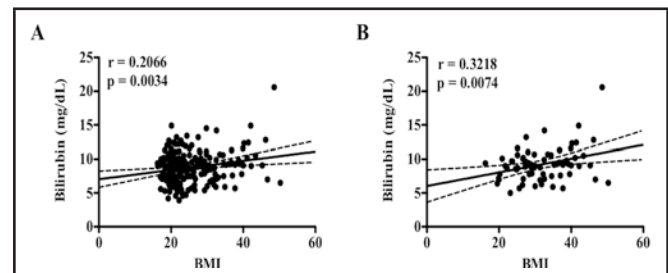 A
r = 0.2066
p = 0.0034
Bilirubin (mg/dL)
25
20
15
10
5
0
0 20 40 60
BMI
B
r = 0.3218
p = 0.0074
Bilirubin (mg/dL)
25
20
15
10
5
0
0 20 40 60
BMI